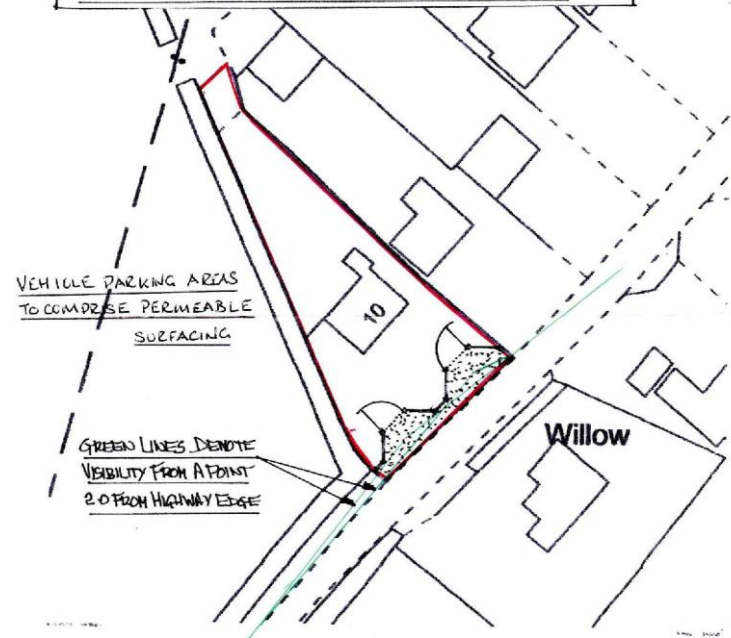 VEHICLE PARKING AREAS
TO COMPRISE PERMEABLE
SURFACING
10
GREEN LINES DENOTE
VISIBILITY FROM A POINT
2.0 FROM HIGHWAY EDGE
Willow